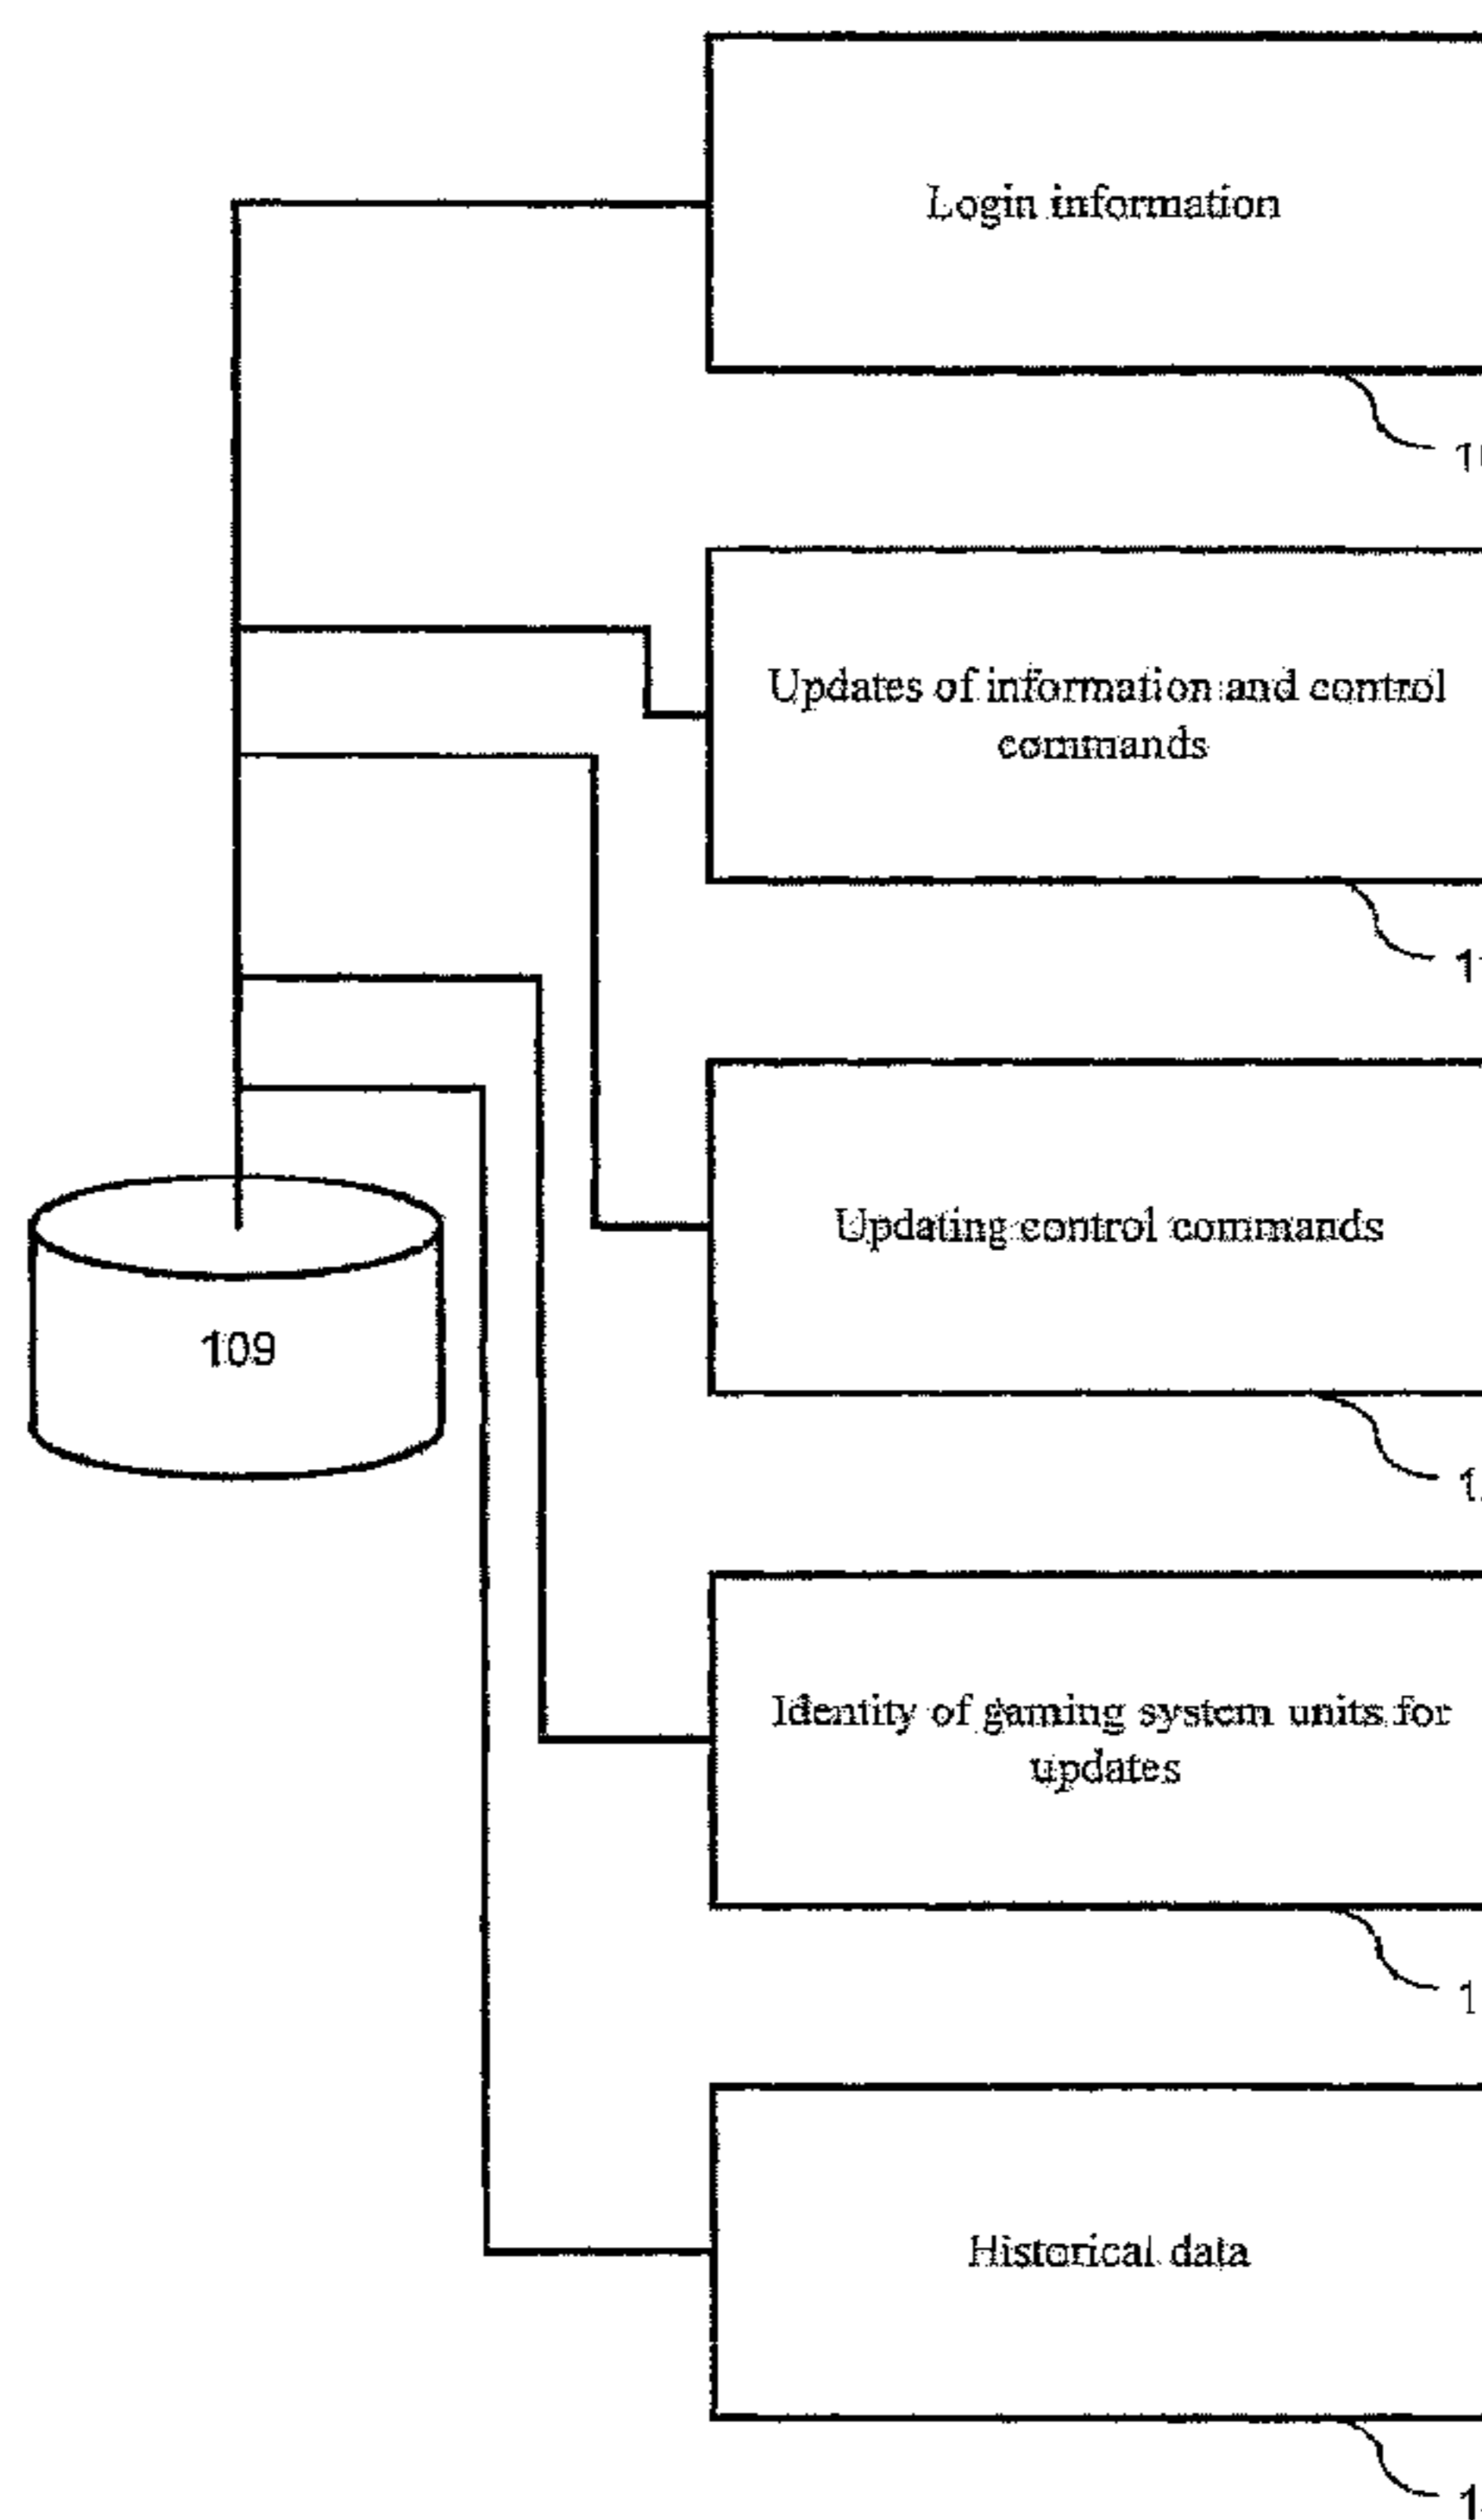 Login information
Updates of information and control
commands
Updating control commands
109
Identity of gaming system units for
updates
Historical data